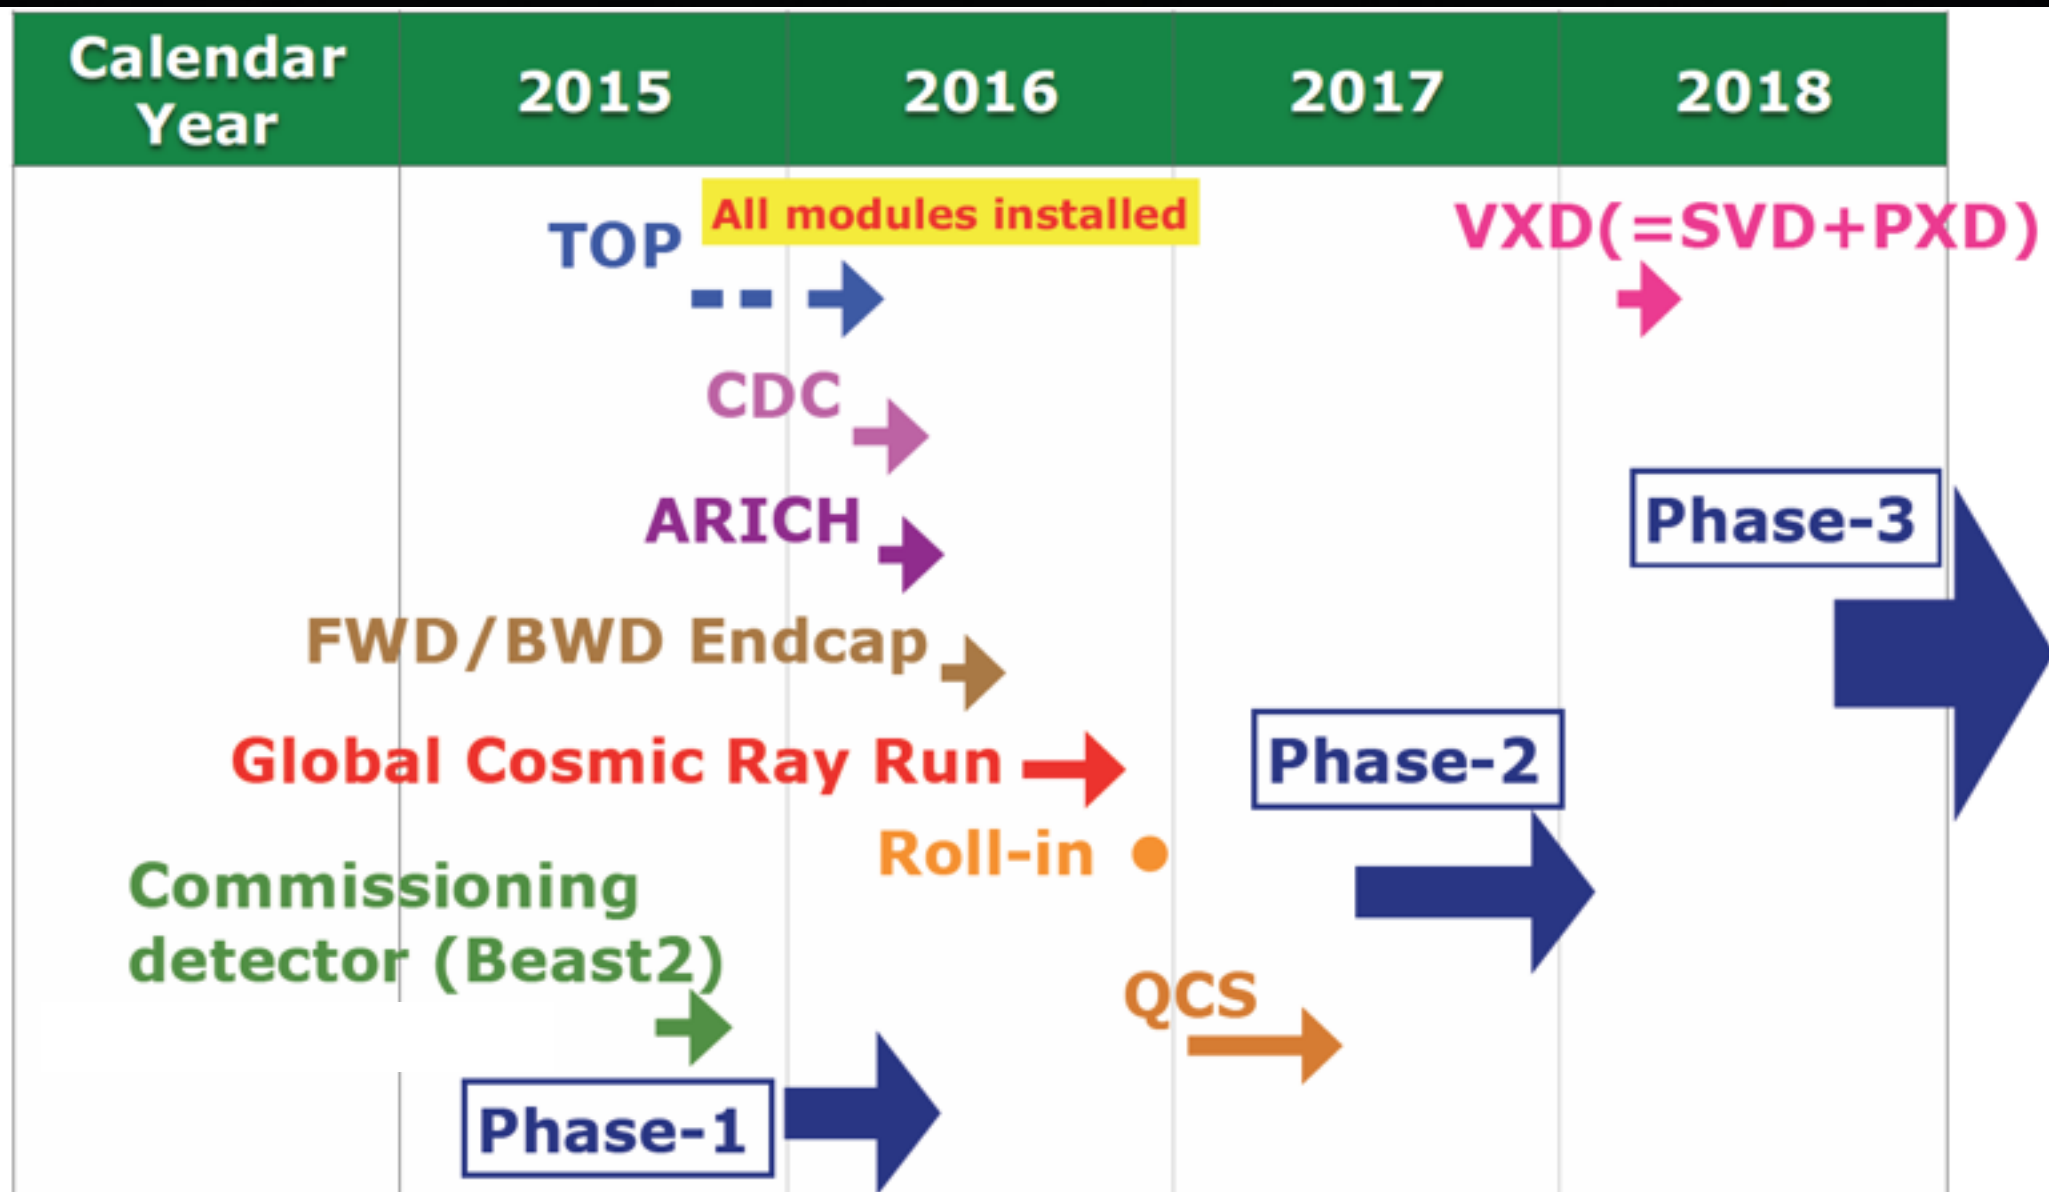 Calendar
Year
2015
2016
2017
2018
All modules installed
TOP
VXD(=SVD+PXD)
CDC
ARICH
Phase-3
FWD/BWD Endcap
Global Cosmic Ray Run
Phase-2
Roll-in
Commissioning
detector (Beast2)
QCS
Phase-1